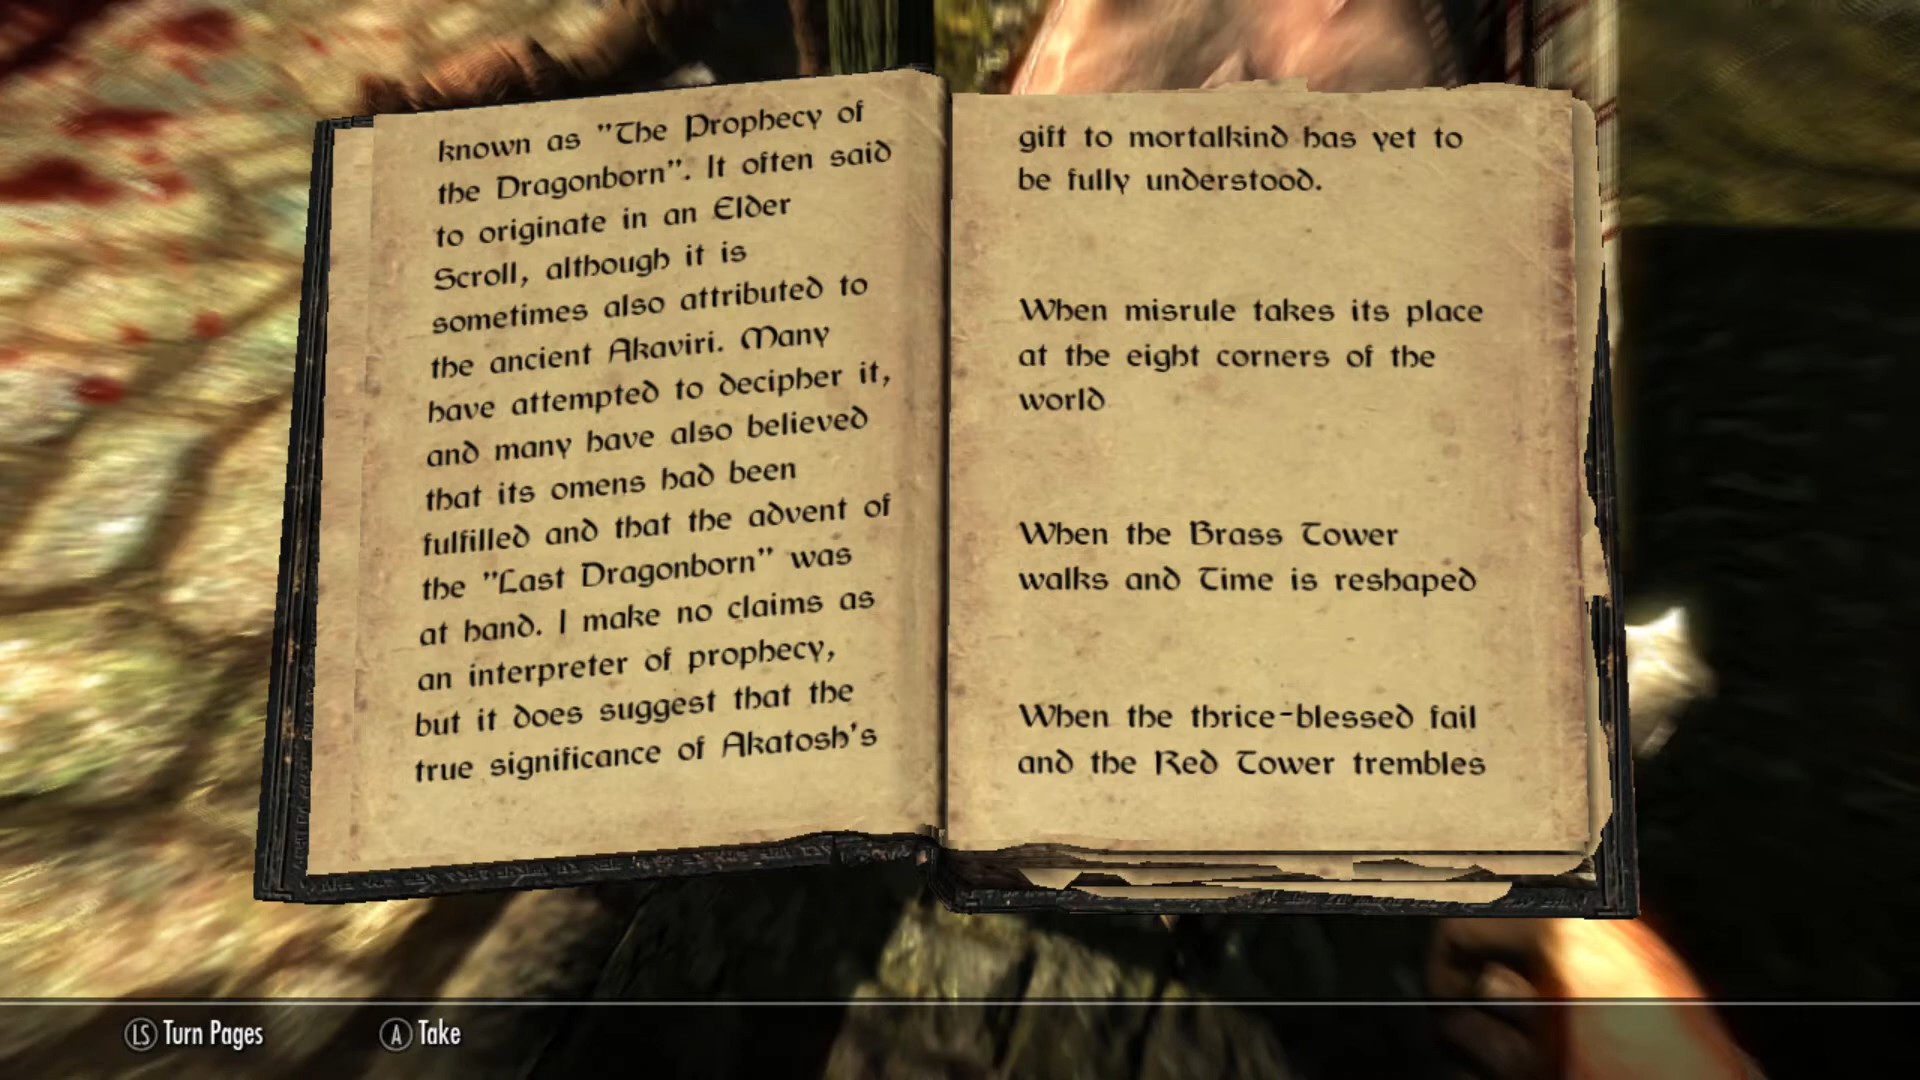 known as "The Prophecy of
the Dragonborn". It often said
to originate in an Elder
Scroll, although it is
sometimes also attributed to
the ancient Akaviri. Many
have attempted to decipher it,
and many have also believed
that its omens had been
fulfilled and that the advent of
the "Last Dragonborn" was
at hand. I make no claims as
an interpreter of prophecy,
but it does suggest that the
true significance of Akatosh's
gift to mortalkind has yet to
be fully understood.
When misrule takes its place
at the eight corners of the
world
When the Brass Tower
walks and Time is reshaped
When the thrice-blessed fail
and the Red Tower trembles
LS Turn Pages
A Take